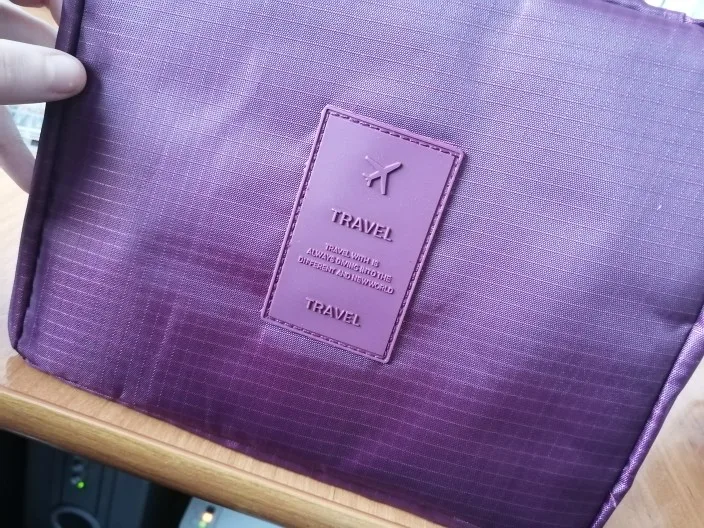 TRAVEL
TRAVEL WITH IS
ALWAYS DIVING INTO THE
DIFFERENT AND NEW WORLD
TRAVEL